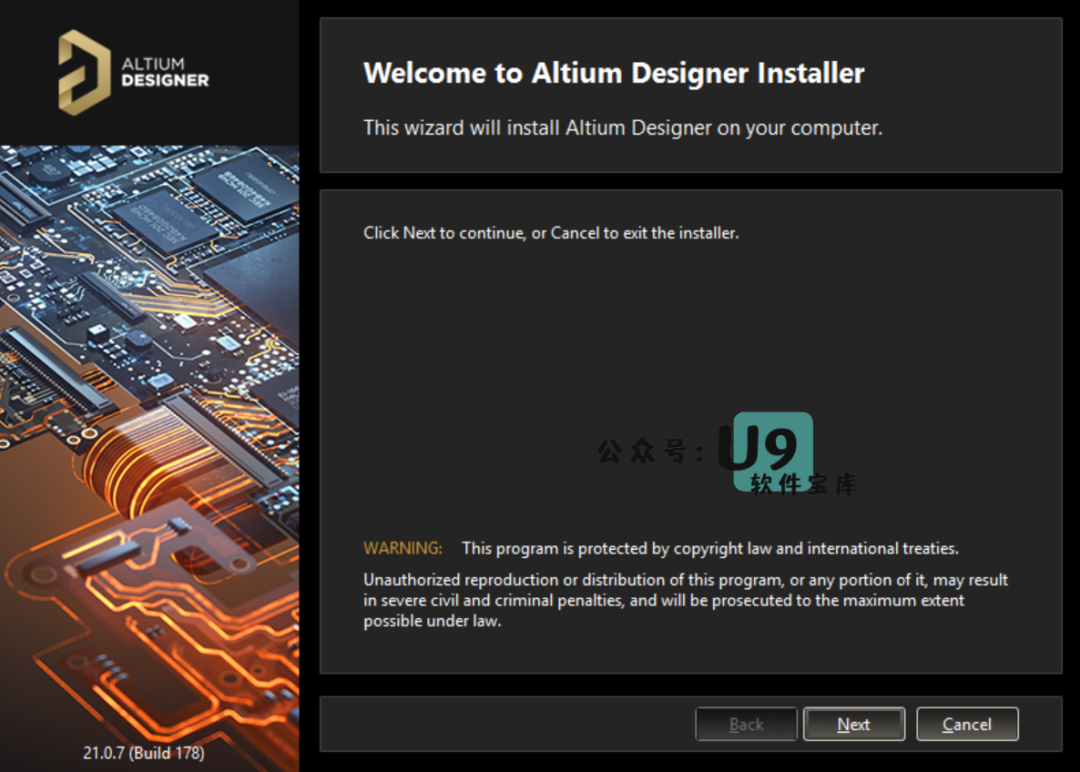 ALTIUM
DESIGNER
Welcome to Altium Designer Installer
This wizard will install Altium Designer on your computer.
Click Next to continue, or Cancel to exit the installer.
公众号：U9
软件宝库
WARNING: This program is protected by copyright law and international treaties.
Unauthorized reproduction or distribution of this program, or any portion of it, may result
in severe civil and criminal penalties, and will be prosecuted to the maximum extent
possible under law.
21.0.7 (Build 178)
Back Next Cancel